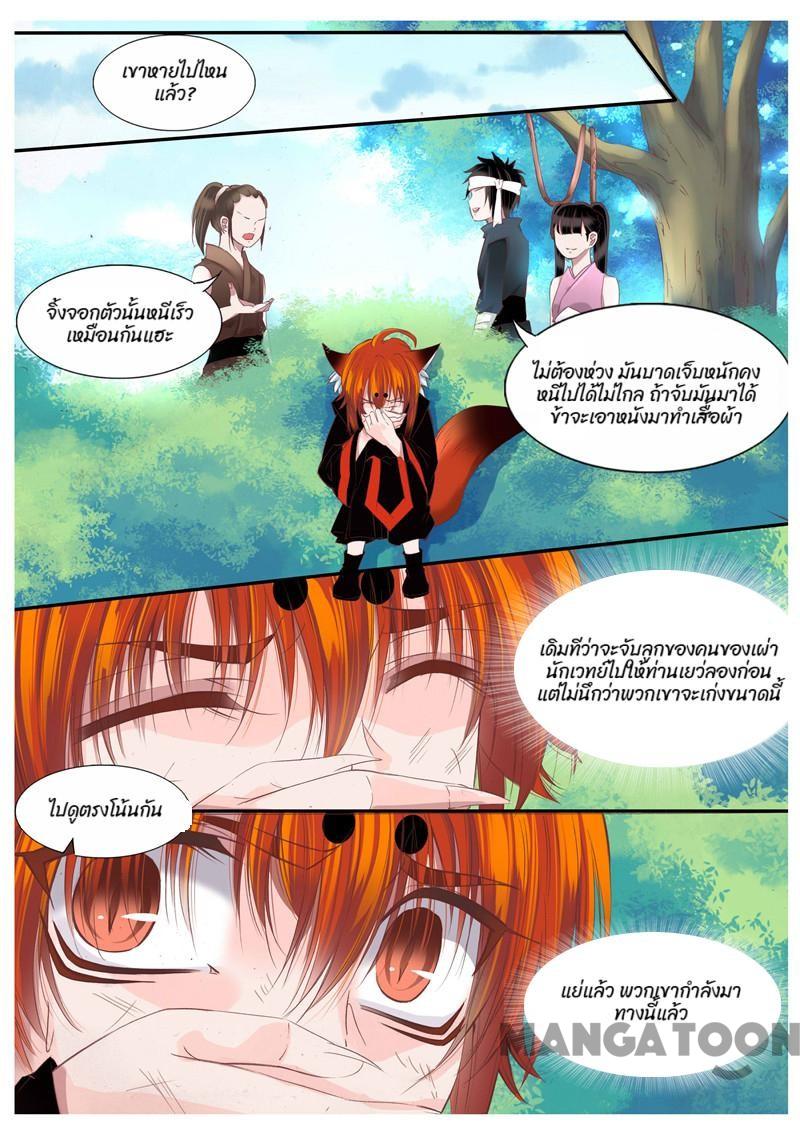 เขาหายไปไหน
แล้ว?
จิ้งจอกตัวนั้นหนีเร็ว
เหมือนกันแฮะ
ไม่ต้องห่วง มันบาดเจ็บหนักคง
หนีไปได้ไม่ไกล ถ้าจับมันมาได้
ข้าจะเอาหนังมาทำเสื้อผ้า
เดิมทีว่าจะจับลูกของคนของเผ่า
นักเวทย์ไปให้ท่านเยว่ลองก่อน
แต่ไม่นึกว่าพวกเขาจะเก่งขนาดนี้
ไปดูตรงโน้นกัน
แย่แล้ว พวกเขากำลังมา
ทางนี้แล้ว
MANGATOON